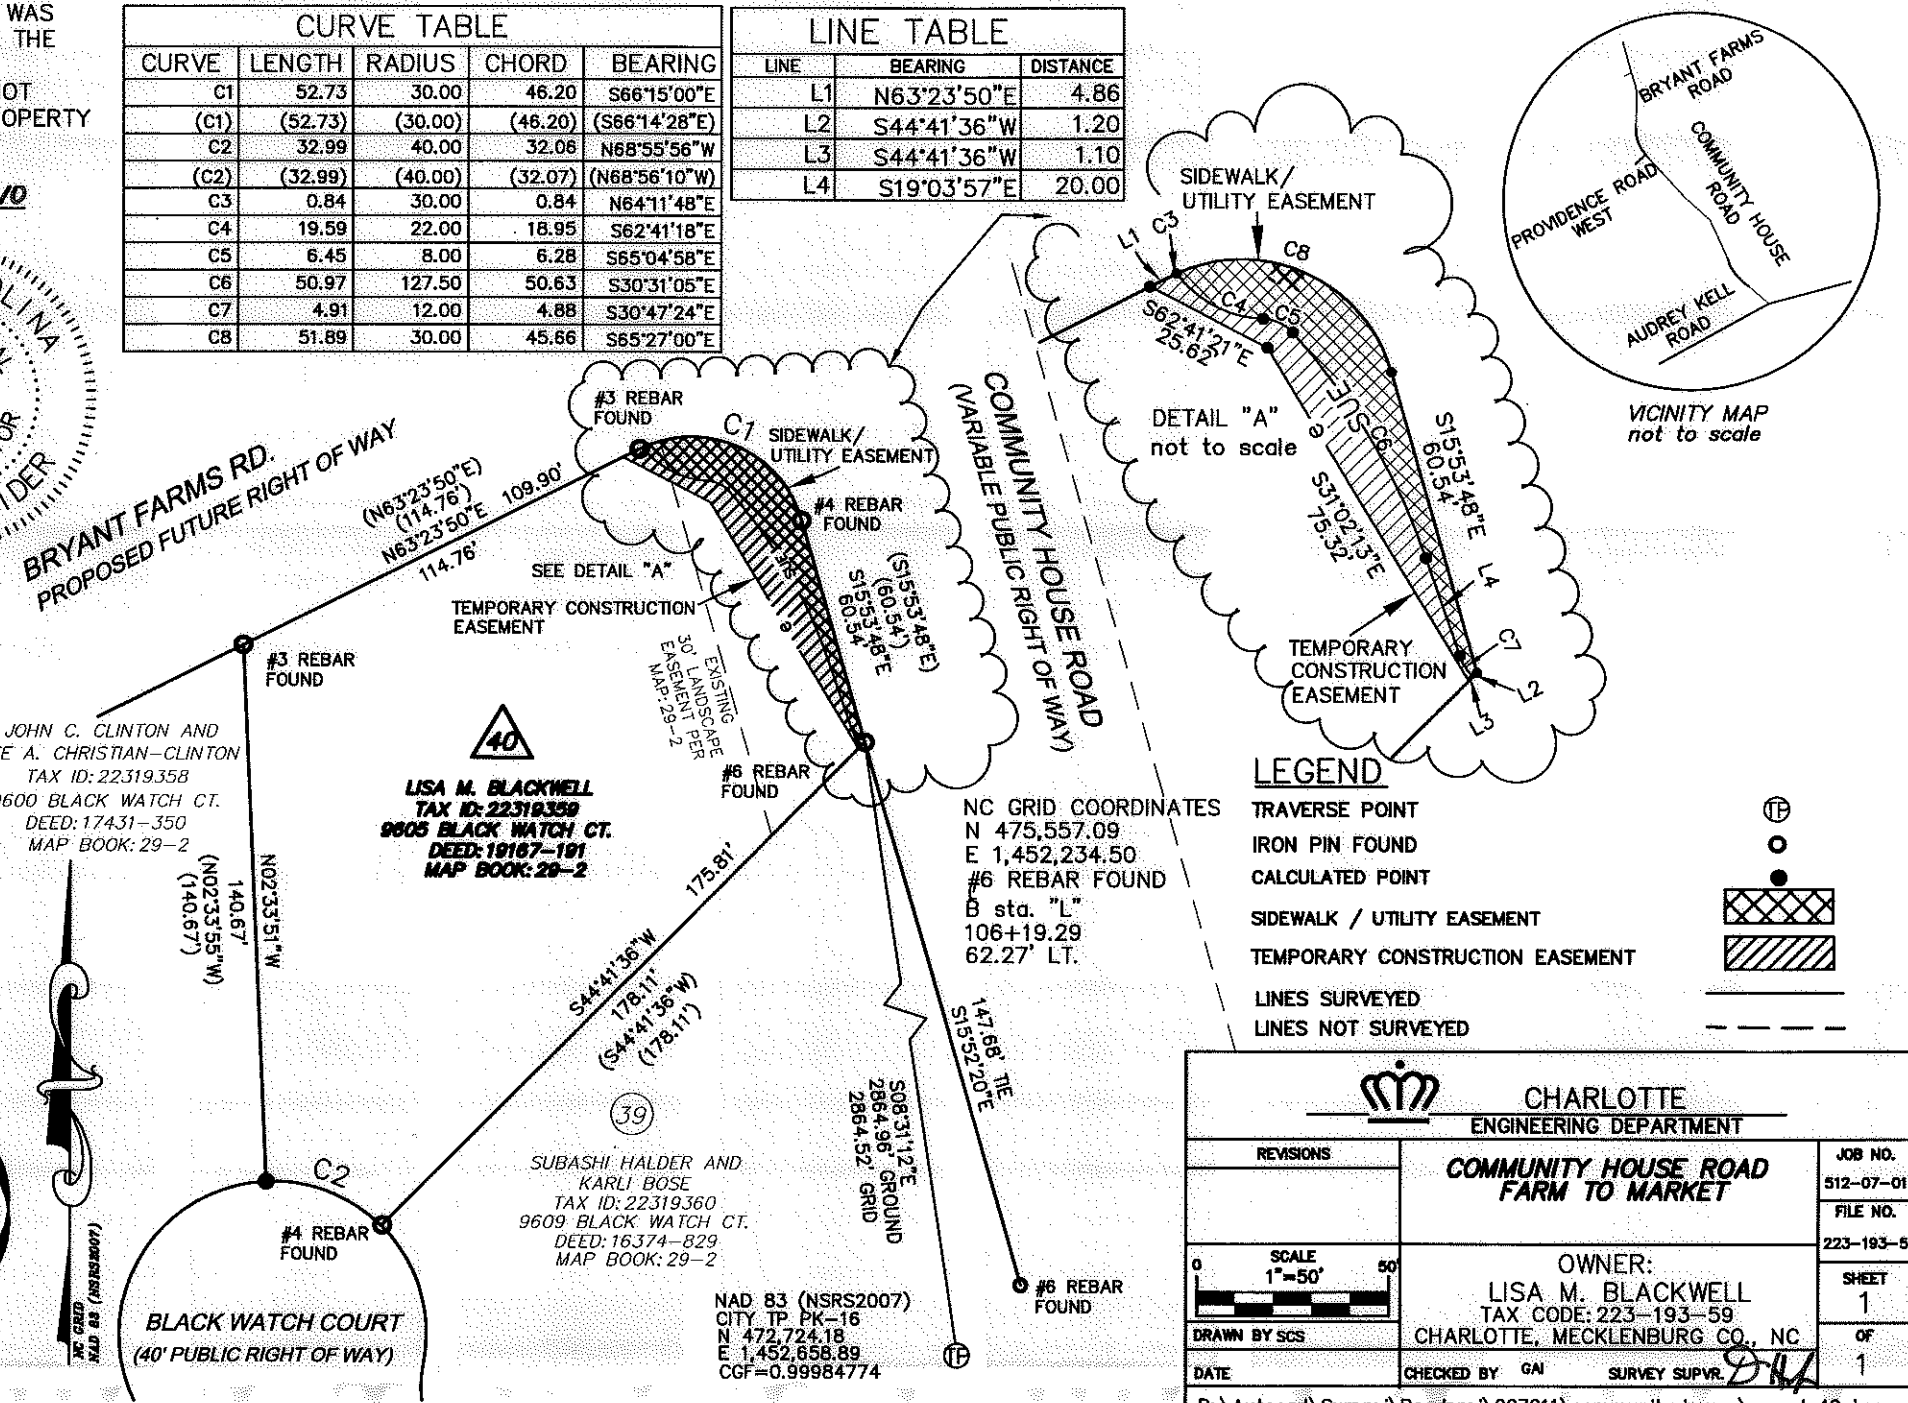 WAS
THE
OT
OPERTY
CURVE TABLE
CURVE LENGTH RADIUS CHORD BEARING
C1 52.73 30.00 46.20 S66°15'00"E
(C1) (52.73) (30.00) (46.20) (S66°14'28"E)
C2 32.99 40.00 32.06 N68°55'56"W
(C2) (32.99) (40.00) (32.07) (N68°56'10"W)
C3 0.84 30.00 0.84 N64°11'48"E
C4 19.59 22.00 18.95 S62°41'18"E
C5 6.45 8.00 6.28 S65°04'58"E
C6 50.97 127.50 50.63 S30°31'05"E
C7 4.91 12.00 4.88 S30°47'24"E
C8 51.89 30.00 45.66 S65°27'00"E
LINE TABLE
LINE BEARING DISTANCE
L1 N63°23'50"E 4.86
L2 S44°41'36"W 1.20
L3 S44°41'36"W 1.10
L4 S19°03'57"E 20.00
BRYANT FARMS
ROAD
COMMUNITY HOUSE
ROAD
PROVIDENCE ROAD
WEST
AUDREY KELL
ROAD
VICINITY MAP
not to scale
SIDEWALK/
UTILITY EASEMENT
L1
C3
C8
C4
C5
S62°41'21"E
25.62'
DETAIL "A"
not to scale
SUE
C6
e
S15°53'48"E
60.54'
S31°02'13"E
75.32'
L4
C7
L2
L3
TEMPORARY
CONSTRUCTION
EASEMENT
#3 REBAR
FOUND
C1
SIDEWALK/
UTILITY EASEMENT
#4 REBAR
FOUND
BRYANT FARMS RD.
PROPOSED FUTURE RIGHT OF WAY
(N63°23'50"E)
(114.76')
N63°23'50"E 109.90'
114.76'
SEE DETAIL "A"
TEMPORARY CONSTRUCTION
EASEMENT
SUE
e
(S15°53'48"E)
(60.54')
S15°53'48"E
60.54'
COMMUNITY HOUSE ROAD
(VARIABLE PUBLIC RIGHT OF WAY)
EXISTING
30' LANDSCAPE
EASEMENT PER
MAP:29-2
#3 REBAR
FOUND
#6 REBAR
FOUND
JOHN C. CLINTON AND
E A. CHRISTIAN-CLINTON
TAX ID:22319358
9600 BLACK WATCH CT.
DEED:17431-350
MAP BOOK:29-2
40
LISA M. BLACKWELL
TAX ID:22319359
9605 BLACK WATCH CT.
DEED:19167-191
MAP BOOK:29-2
N02°33'51"W
140.67'
(N02°33'55"W)
(140.67')
175.81'
S44°41'36"W
178.11'
(S44°41'36"W)
(178.11')
NC GRID COORDINATES
N 475,557.09
E 1,452,234.50
#6 REBAR FOUND
B sta. "L"
106+19.29
62.27' LT.
LEGEND
TRAVERSE POINT TP
IRON PIN FOUND
CALCULATED POINT
SIDEWALK / UTILITY EASEMENT
TEMPORARY CONSTRUCTION EASEMENT
LINES SURVEYED
LINES NOT SURVEYED
147.68' TIE
S15°52'20"E
S08°31'12"E
2864.96' GROUND
2864.52' GRID
39
SUBASHI HALDER AND
KARLI BOSE
TAX ID:22319360
9609 BLACK WATCH CT.
DEED:16374-829
MAP BOOK:29-2
C2
#4 REBAR
FOUND
BLACK WATCH COURT
(40' PUBLIC RIGHT OF WAY)
NC GRID
NAD 83 (NSRS2007)
NAD 83 (NSRS2007)
CITY TP PK-16
N 472,724.18
E 1,452,658.89
CGF=0.99984774
TP
#6 REBAR
FOUND
CHARLOTTE
ENGINEERING DEPARTMENT
REVISIONS
COMMUNITY HOUSE ROAD
FARM TO MARKET
JOB NO.
512-07-01
FILE NO.
223-193-5
SCALE
0 1"=50' 50'
OWNER:
LISA M. BLACKWELL
TAX CODE:223-193-59
CHARLOTTE, MECKLENBURG CO., NC
SHEET
1
OF
1
DRAWN BY SCS
DATE
CHECKED BY GAI SURVEY SUPVR.